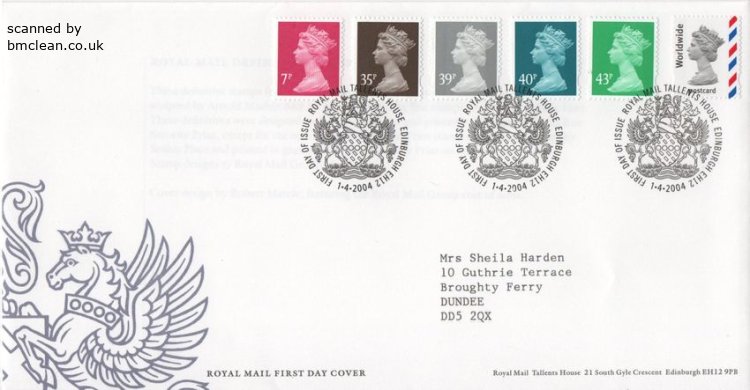 scanned by
bmclean.co.uk
7P
35P
39P
40P
43P
Worldwide
postcard
FIRST DAY OF ISSUE ROYAL MAIL TALLENTS HOUSE EDINBURGH EH12
1-4-2004
FIRST DAY OF ISSUE ROYAL MAIL TALLENTS HOUSE EDINBURGH EH12
1-4-2004
FIRST DAY OF ISSUE ROYAL MAIL TALLENTS HOUSE EDINBURGH EH12
1-4-2004
Mrs Sheila Harden
10 Guthrie Terrace
Broughty Ferry
DUNDEE
DD5 2QX
ROYAL MAIL FIRST DAY COVER
Royal Mail Tallents House 21 South Gyle Crescent Edinburgh EH12 9PB